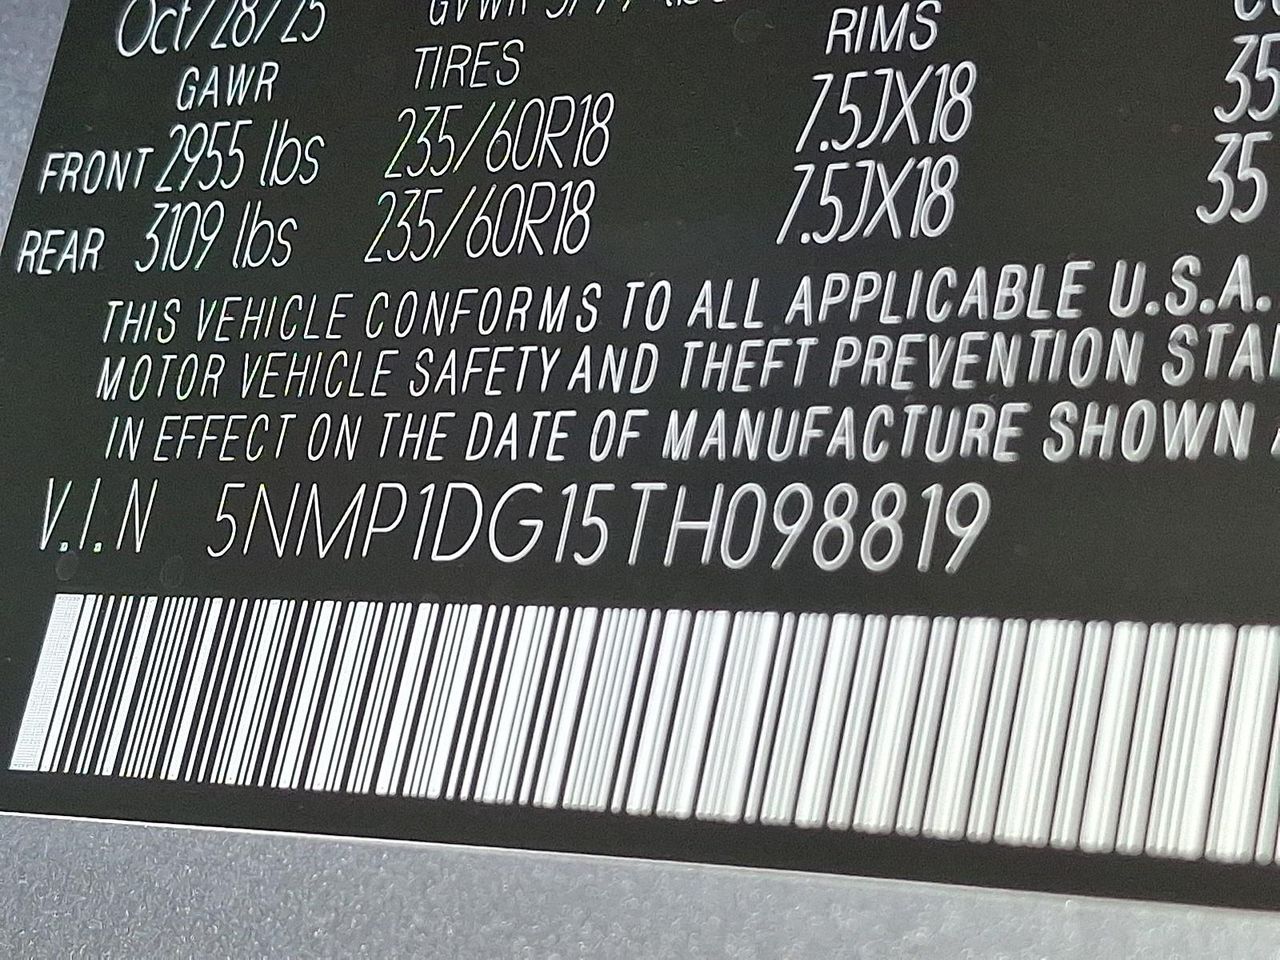 Oct/28/25
GAWR TIRES RIMS
FRONT 2955 lbs 235/60R18 7.5JX18 35
REAR 3109 lbs 235/60R18 7.5JX18 35
THIS VEHICLE CONFORMS TO ALL APPLICABLE U.S.A.
MOTOR VEHICLE SAFETY AND THEFT PREVENTION STA
IN EFFECT ON THE DATE OF MANUFACTURE SHOWN
V.I.N 5NMP1DG15TH098819